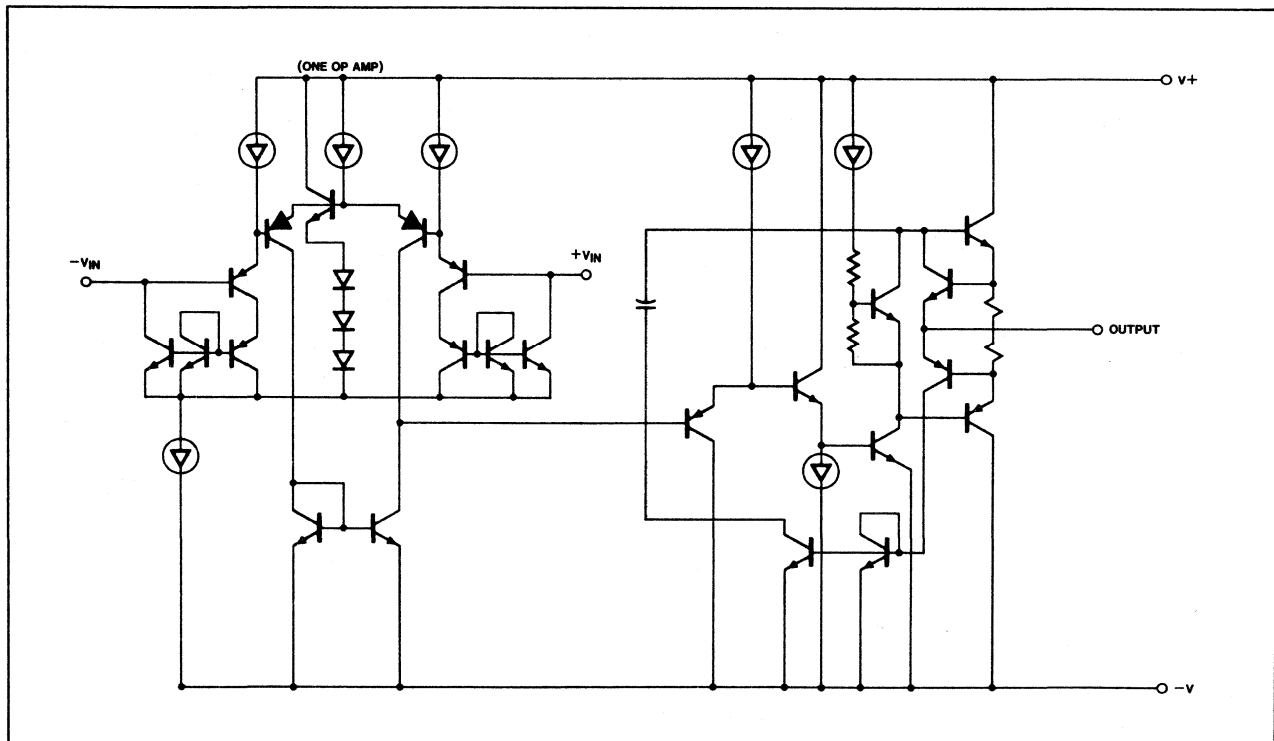 (ONE OP AMP)
V+
−VIN
+VIN
OUTPUT
−V